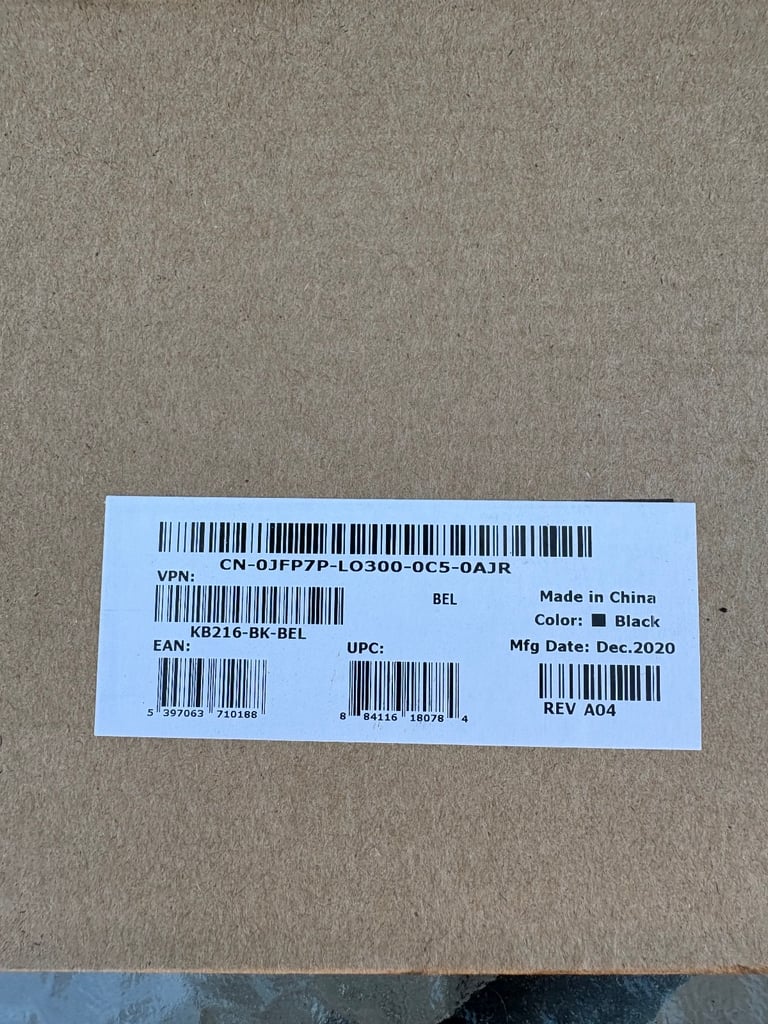 CN-0JFP7P-LO300-0C5-0AJR
VPN:
KB216-BK-BEL
BEL
Made in China
Color: Black
Mfg Date: Dec.2020
EAN:
5 397063 710188
UPC:
8 84116 18078 4
REV A04